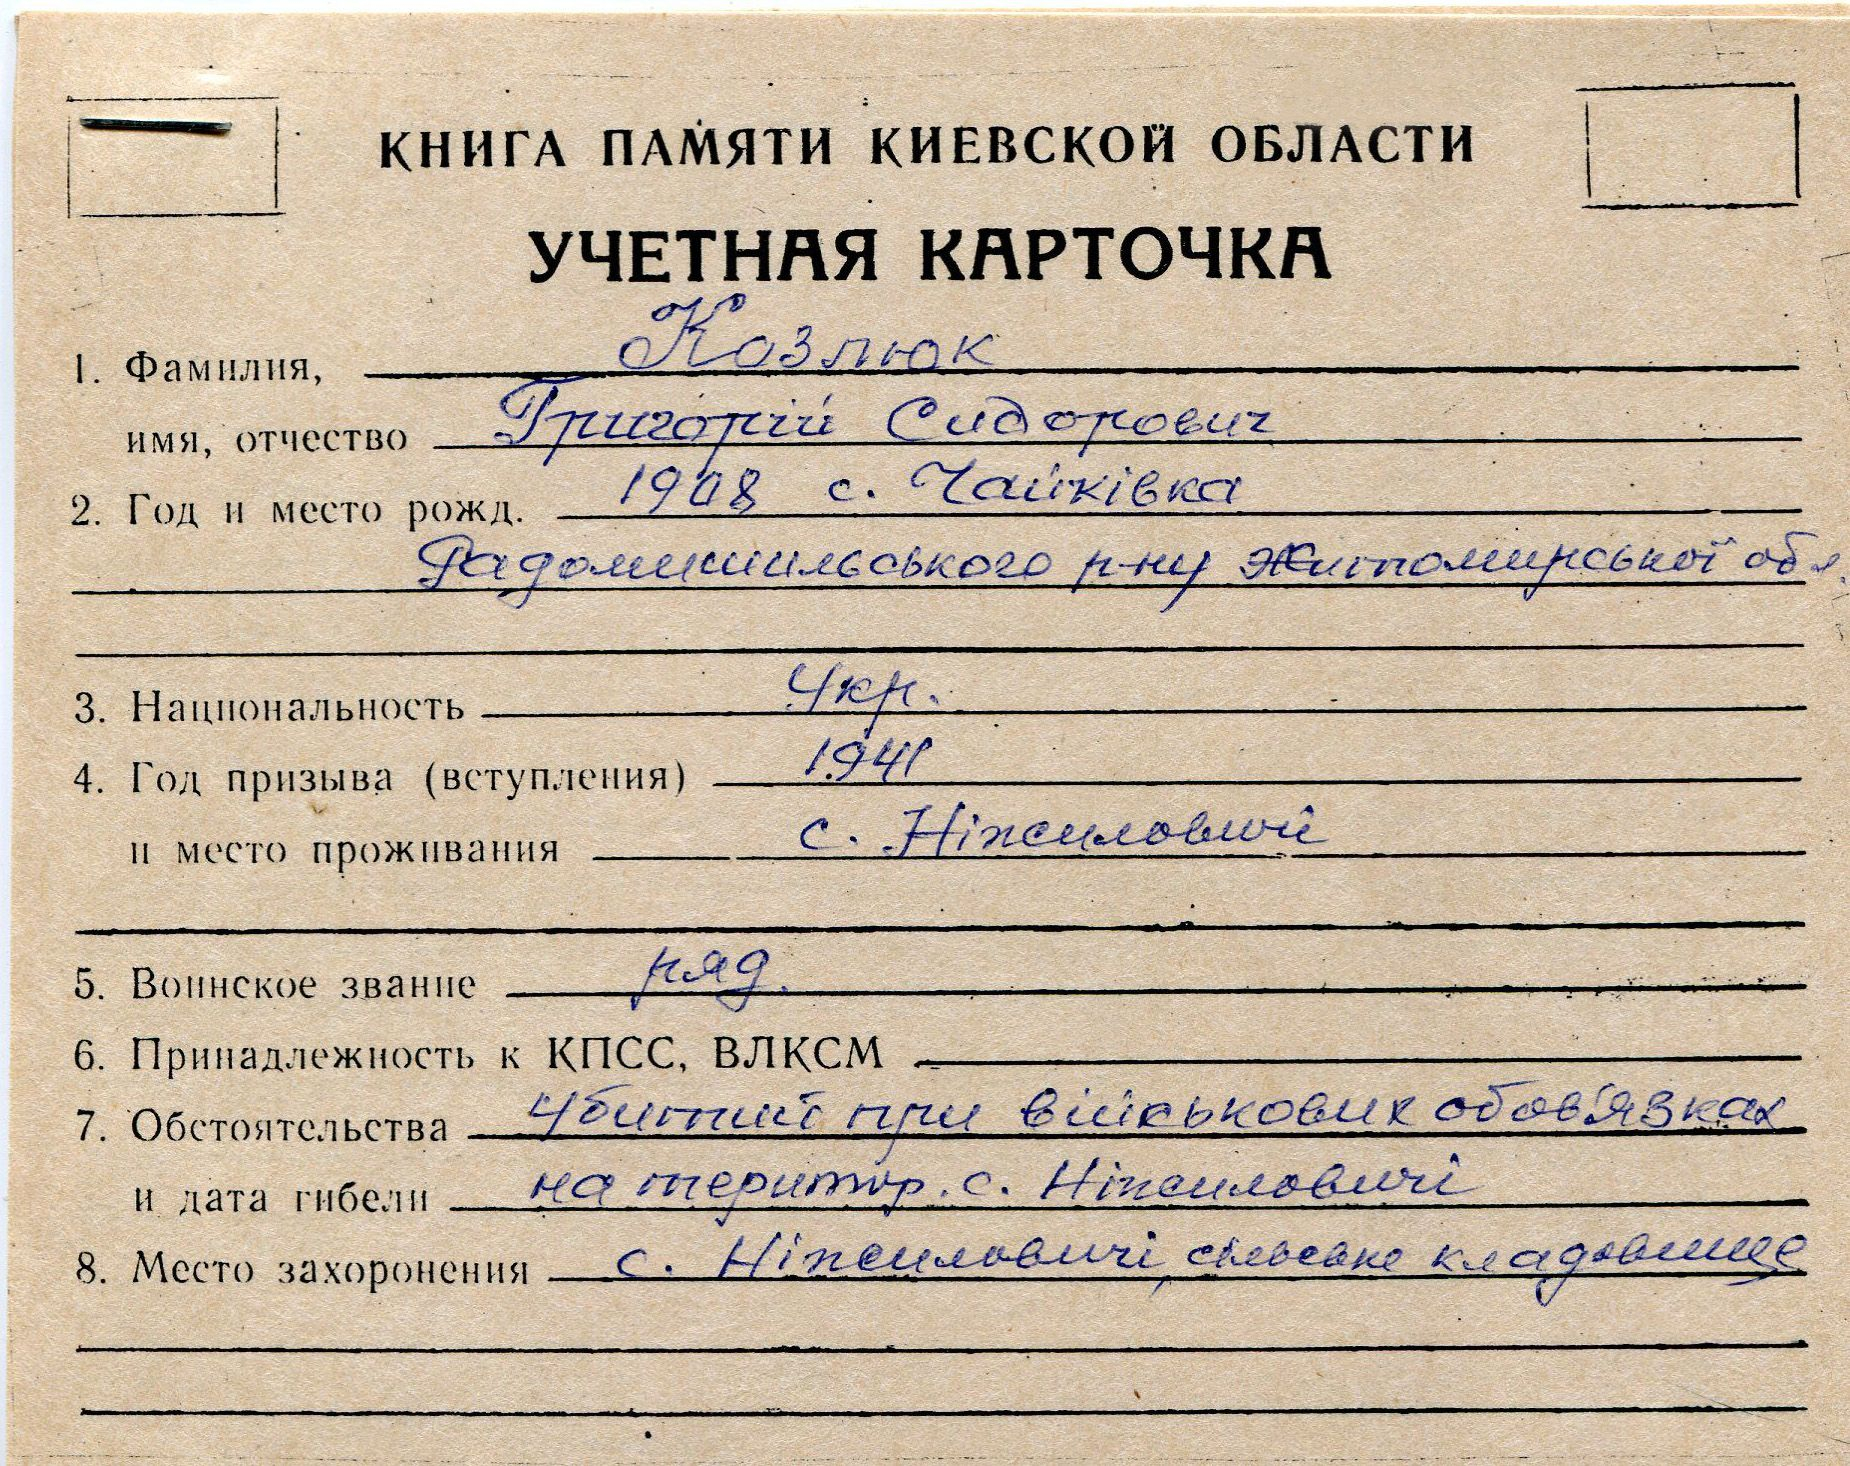 КНИГА ПАМЯТИ КИЕВСКОЙ ОБЛАСТИ
УЧЕТНАЯ КАРТОЧКА
1. Фамилия, Козлюк
имя, отчество Григорій Сидорович
2. Год и место рожд. 1908 с. Чайківка
Радомишильського р-ну Житомирської обл.
3. Национальность Укр.
4. Год призыва (вступления) 1941
и место проживания с. Ніжиловичі
5. Воинское звание ряд.
6. Принадлежность к КПСС, ВЛКСМ
7. Обстоятельства Убитий при військових обов'язках
и дата гибели на територ. с. Ніжиловичі
8. Место захоронения с. Ніжиловичі, сільське кладовище